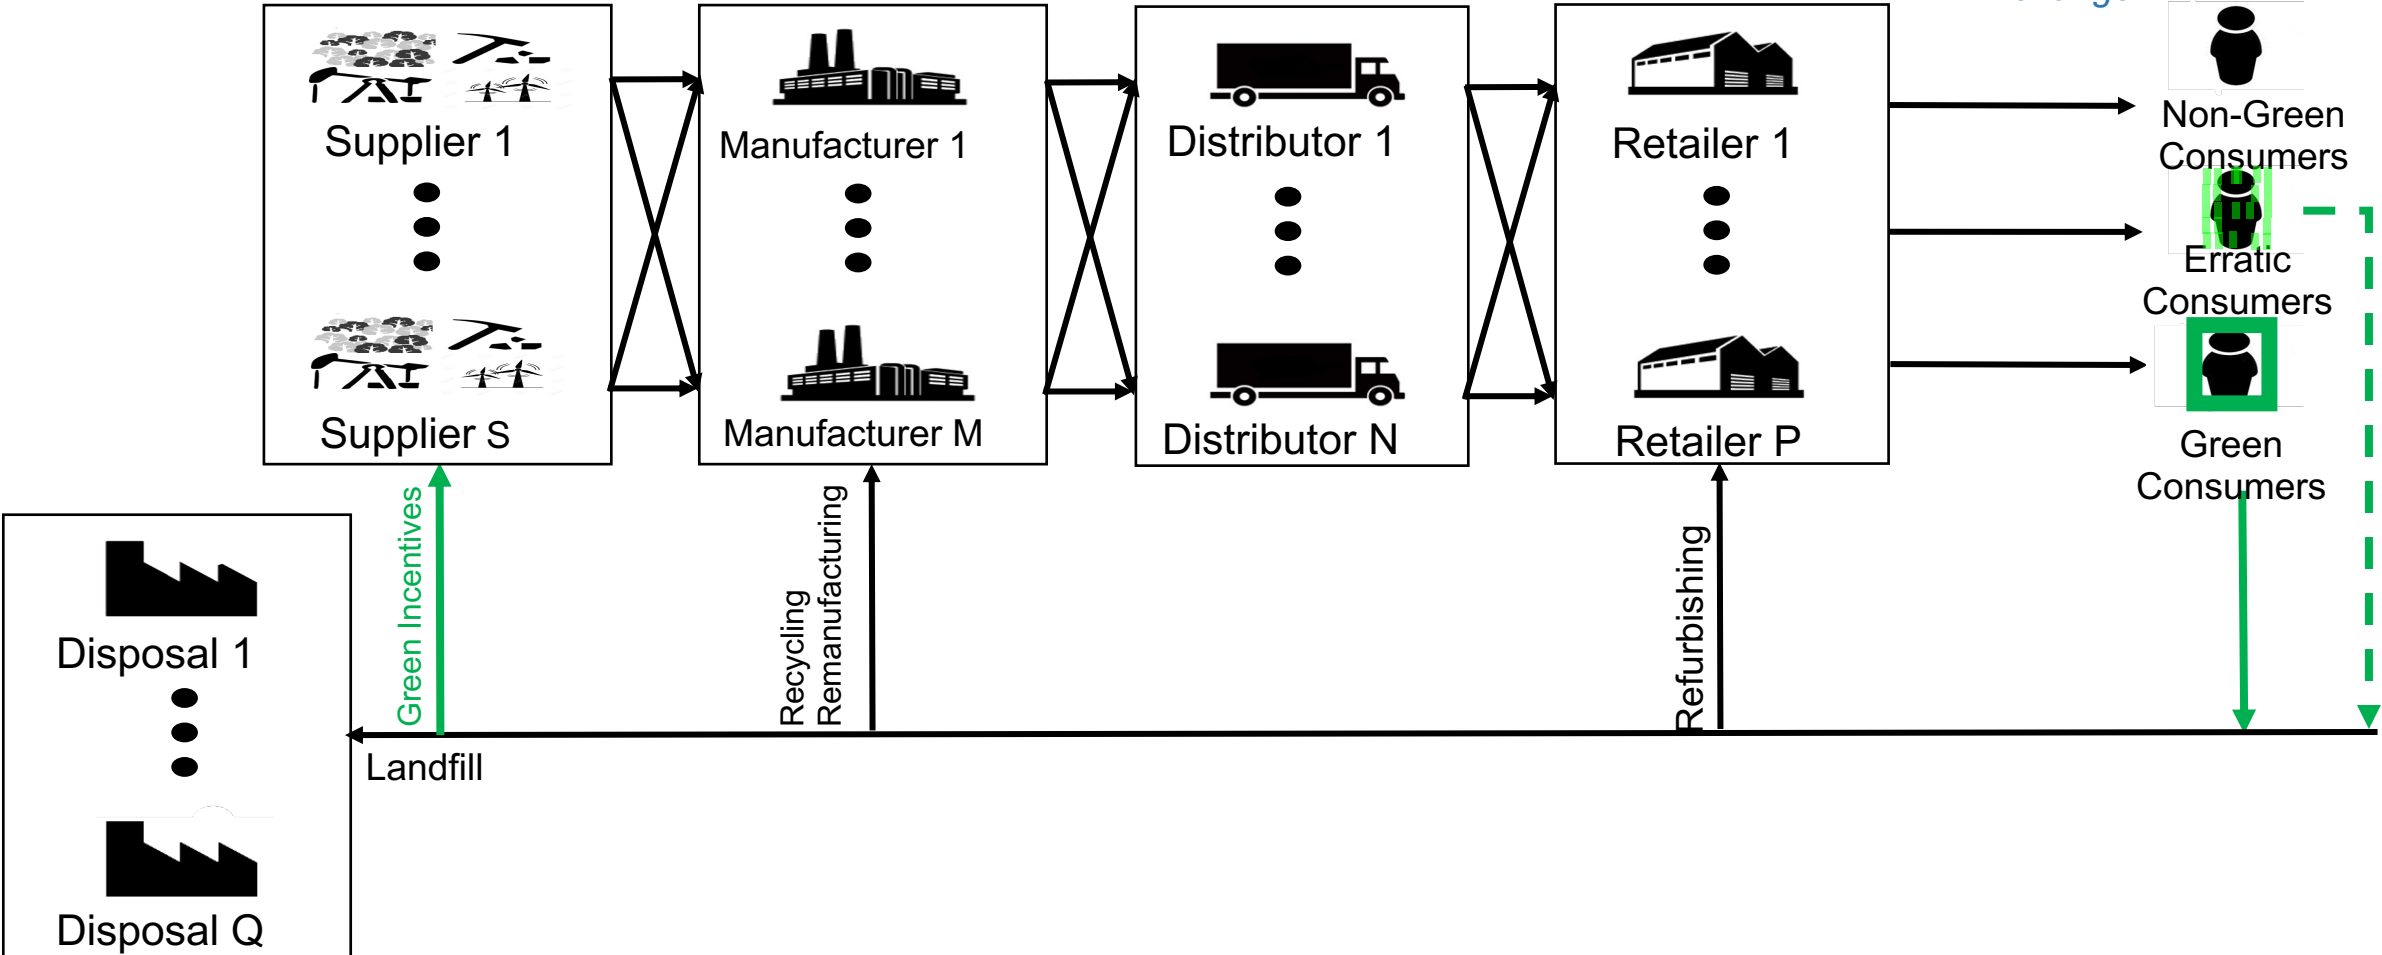 Non-Green
Consumers
Supplier 1
Manufacturer 1
Distributor 1
Retailer 1
Erratic
Consumers
Supplier S
Manufacturer M
Distributor N
Retailer P
Green
Consumers
Green Incentives
Recycling
Remanufacturing
Refurbishing
Disposal 1
Landfill
Disposal Q